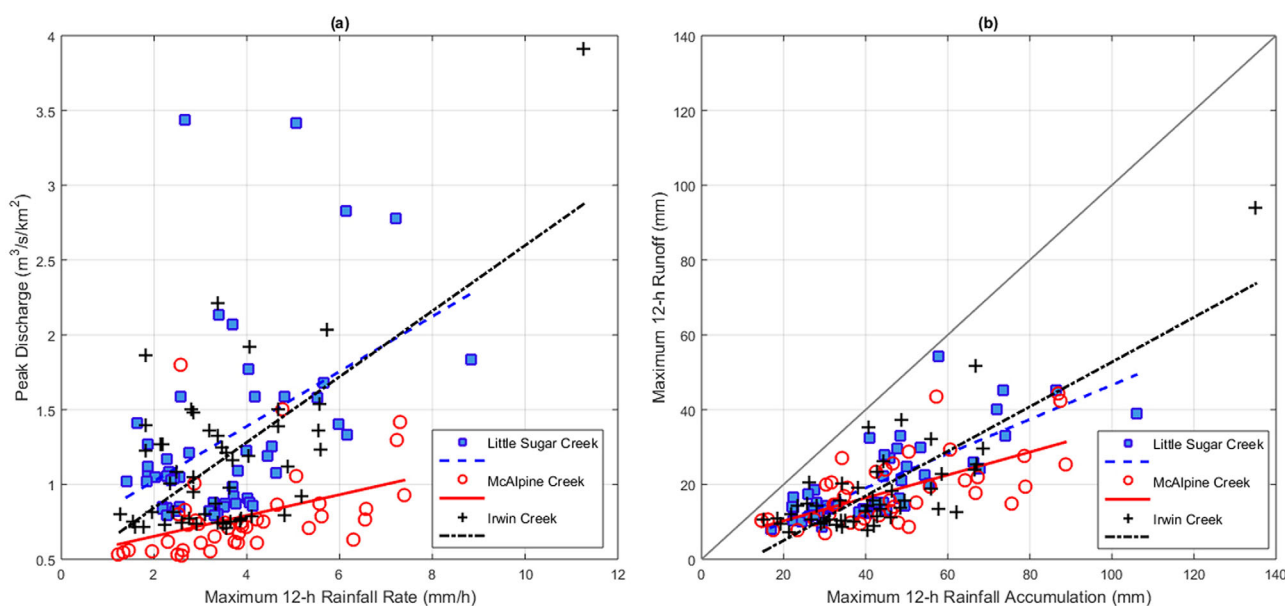 (a)
4
3.5
3
2.5
2
1.5
1
0.5
0 2 4 6 8 10 12
Peak Discharge (m³/s/km²)
Maximum 12-h Rainfall Rate (mm/h)
Little Sugar Creek
McAlpine Creek
Irwin Creek
(b)
140
120
100
80
60
40
20
0
0 20 40 60 80 100 120 140
Maximum 12-h Runoff (mm)
Maximum 12-h Rainfall Accumulation (mm)
Little Sugar Creek
McAlpine Creek
Irwin Creek